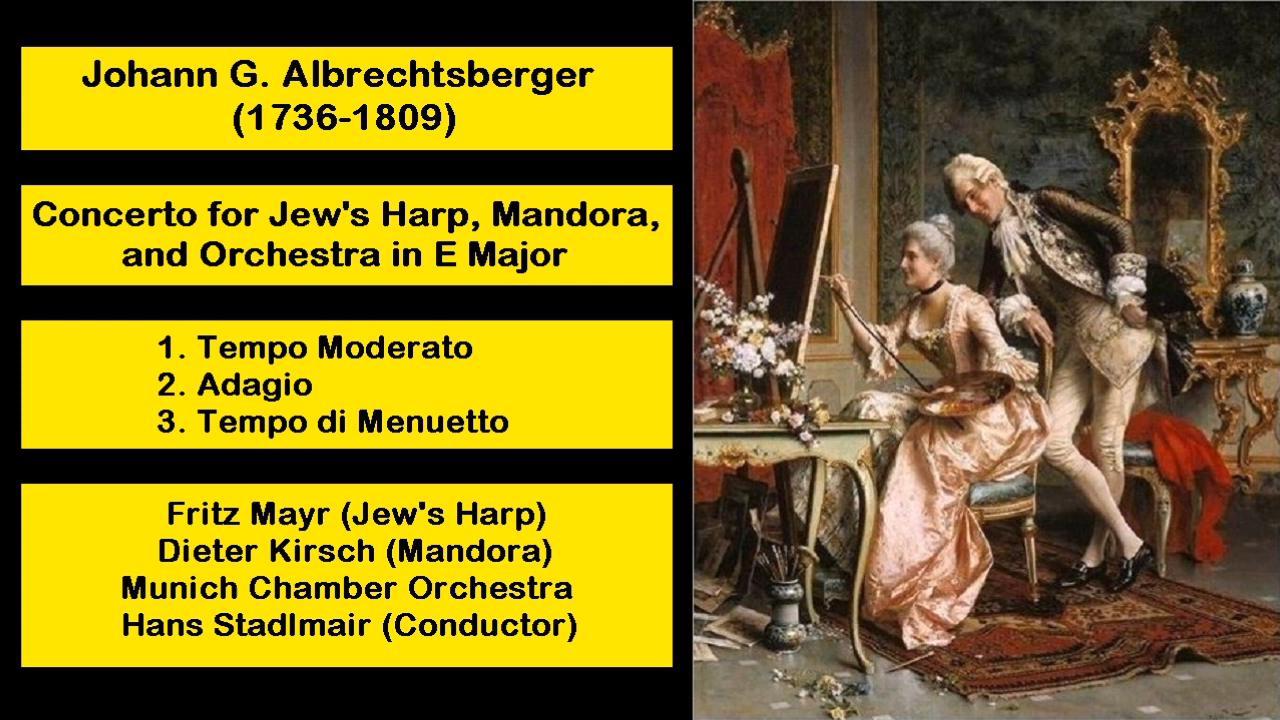 Johann G. Albrechtsberger
(1736-1809)
Concerto for Jew's Harp, Mandora,
and Orchestra in E Major
1. Tempo Moderato
2. Adagio
3. Tempo di Menuetto
Fritz Mayr (Jew's Harp)
Dieter Kirsch (Mandora)
Munich Chamber Orchestra
Hans Stadlmair (Conductor)